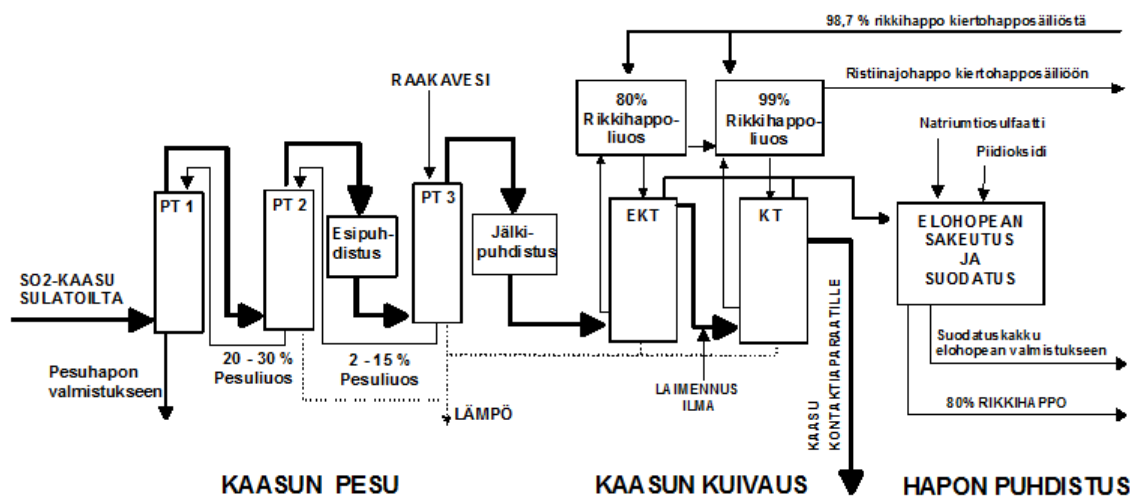 98,7 % rikkihappo kiertohapposäiliöstä
RAAKAVESI
80%
Rikkihappo-
liuos
99%
Rikkihappo-
liuos
Ristiinajohappo kiertohapposäiliöön
Natriumtiosulfaatti
Piidioksidi
PT 1
PT 2
Esipuh-
distus
PT 3
Jälki-
puhdistus
EKT
KT
ELOHOPEAN
SAKEUTUS
JA
SUODATUS
SO2-KAASU
SULATOILTA
20 - 30 %
Pesuliuos
2 - 15 %
Pesuliuos
Pesuhapon
valmistukseen
LÄMPÖ
LAIMENNUS
ILMA
KAASU
KONTAKTIAPARAATILLE
Suodatuskakku
elohopean valmistukseen
80% RIKKIHAPPO
KAASUN PESU
KAASUN KUIVAUS
HAPON PUHDISTUS